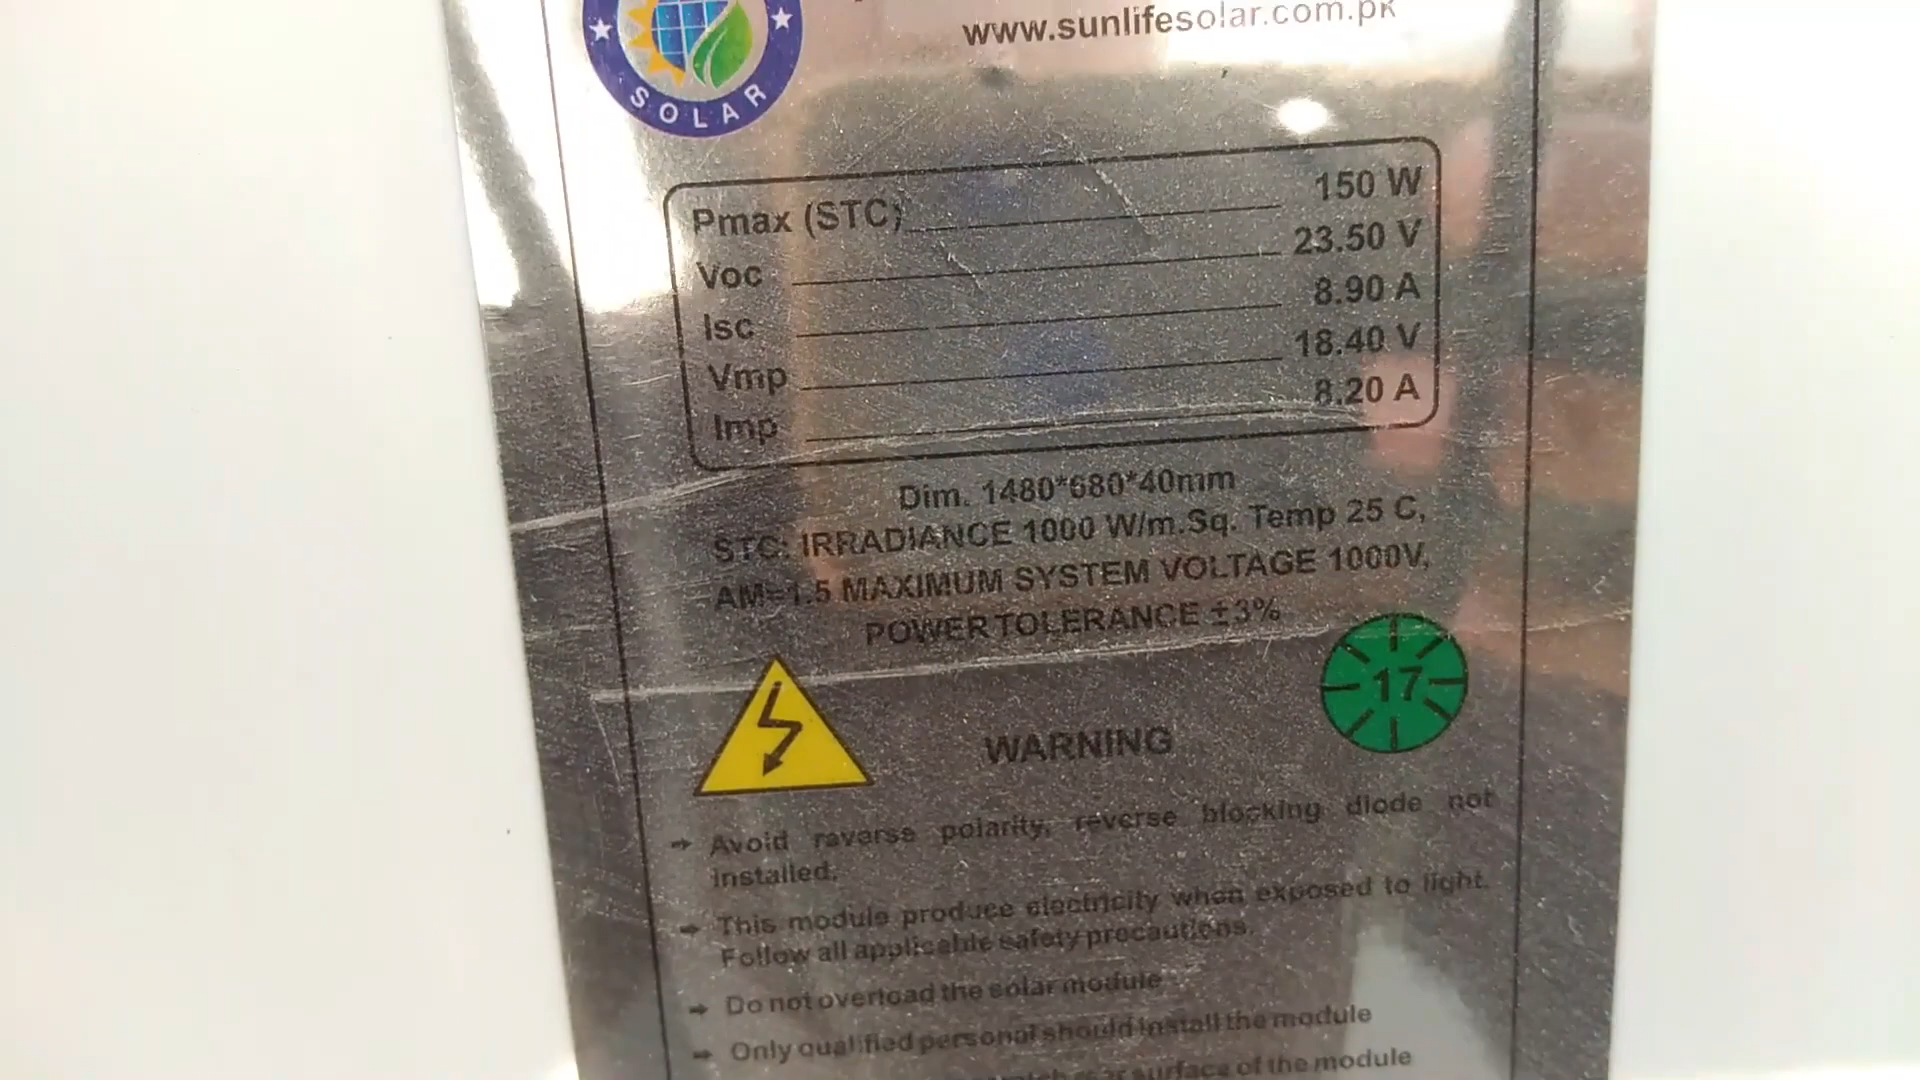 www.sunlifesolar.com.pk
SOLAR
Pmax (STC) 150 W
Voc 23.50 V
Isc 8.90 A
Vmp 18.40 V
Imp 8.20 A
Dim. 1480*680*40mm
STC: IRRADIANCE 1000 W/m.Sq. Temp 25 C,
AM=1.5 MAXIMUM SYSTEM VOLTAGE 1000V,
POWER TOLERANCE ±3%
17
WARNING
→ Avoid raverse polarity, reverse blocking diode not
installed.
→ This module produce electricity when exposed to light.
Follow all applicable safety precautions.
→ Do not overload the solar module
→ Only qualified personal should install the module
surface of the module